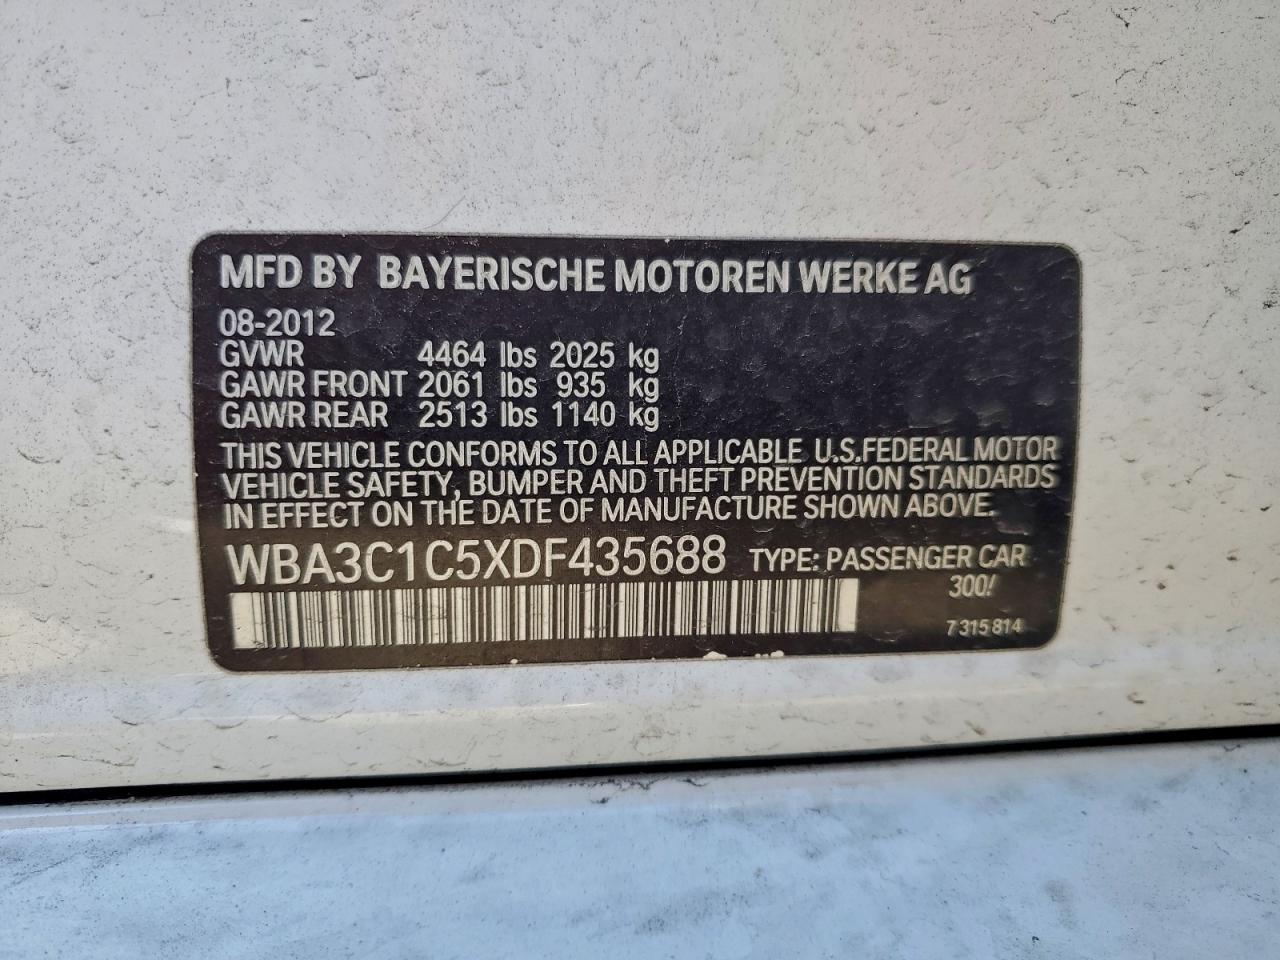 MFD BY BAYERISCHE MOTOREN WERKE AG
08-2012
GVWR 4464 lbs 2025 kg
GAWR FRONT 2061 lbs 935 kg
GAWR REAR 2513 lbs 1140 kg
THIS VEHICLE CONFORMS TO ALL APPLICABLE U.S.FEDERAL MOTOR
VEHICLE SAFETY, BUMPER AND THEFT PREVENTION STANDARDS
IN EFFECT ON THE DATE OF MANUFACTURE SHOWN ABOVE.
WBA3C1C5XDF435688 TYPE: PASSENGER CAR
300!
7 315 814